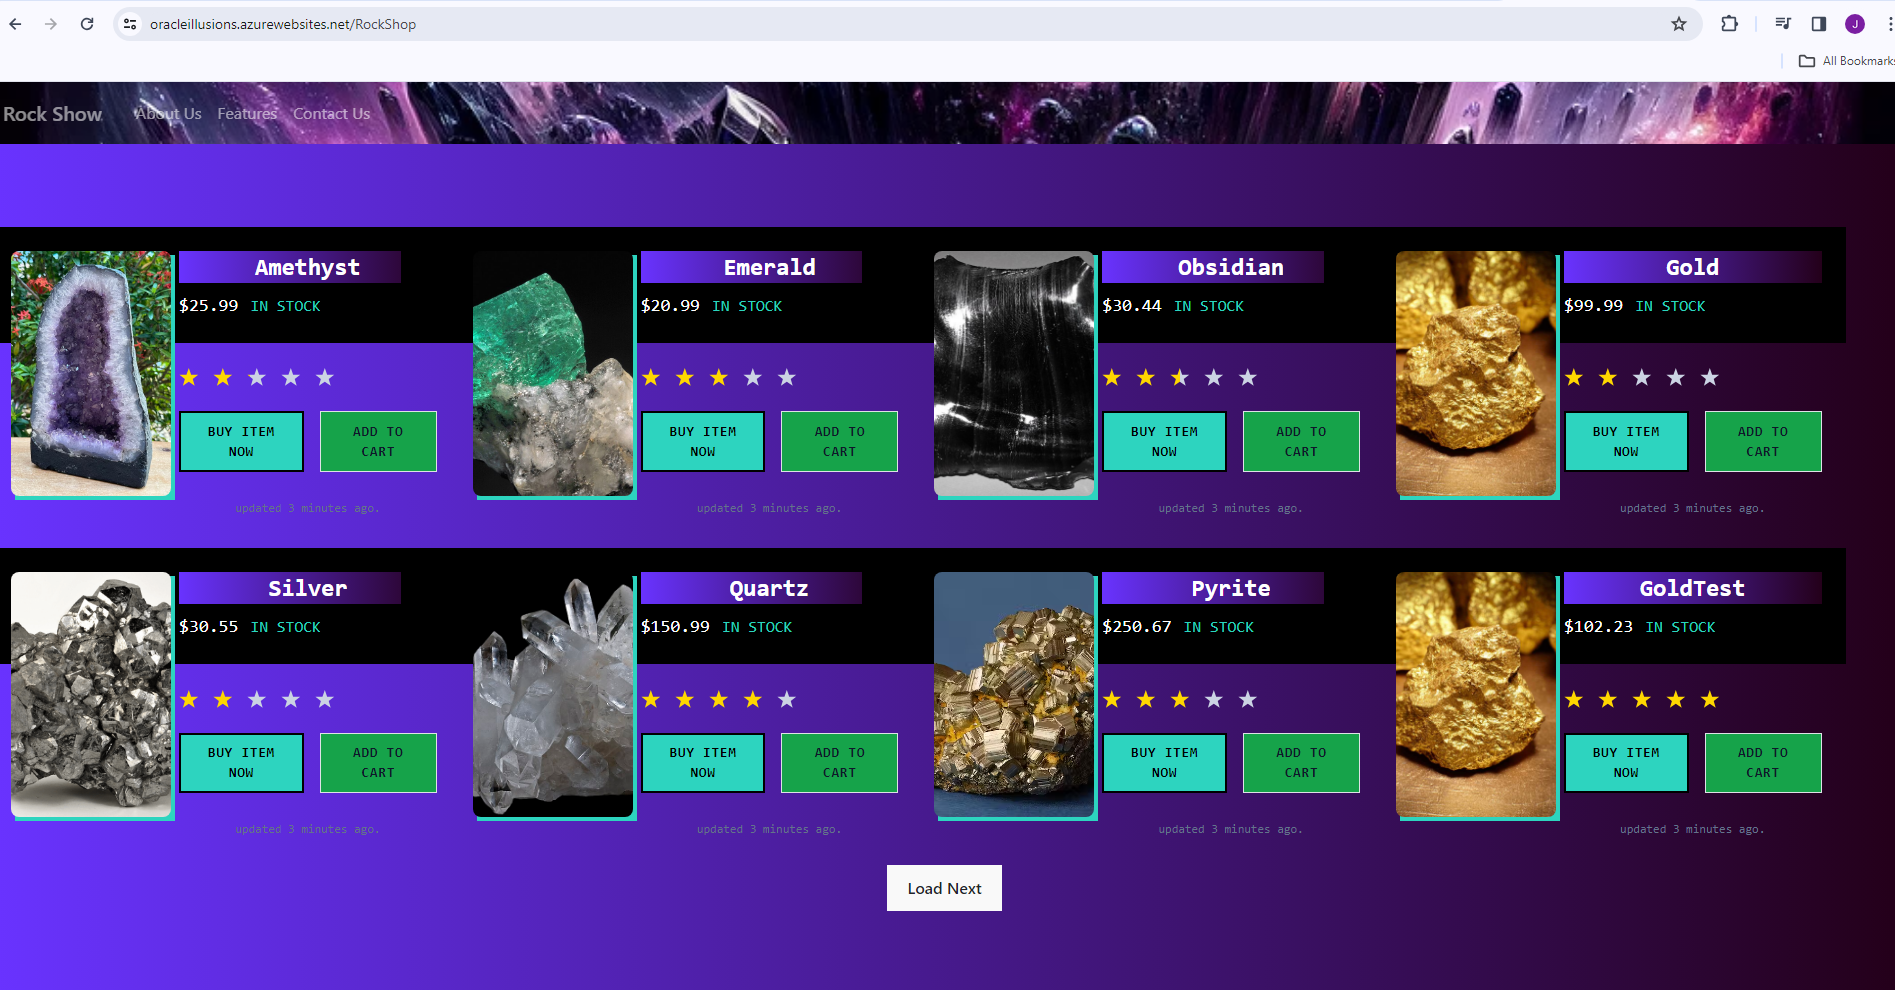 oracleillusions.azurewebsites.net/RockShop
J
All Bookmarks
Rock Show About Us Features Contact Us
Amethyst
$25.99 IN STOCK
BUY ITEM NOW
ADD TO CART
updated 3 minutes ago.
Emerald
$20.99 IN STOCK
BUY ITEM NOW
ADD TO CART
updated 3 minutes ago.
Obsidian
$30.44 IN STOCK
BUY ITEM NOW
ADD TO CART
updated 3 minutes ago.
Gold
$99.99 IN STOCK
BUY ITEM NOW
ADD TO CART
updated 3 minutes ago.
Silver
$30.55 IN STOCK
BUY ITEM NOW
ADD TO CART
updated 3 minutes ago.
Quartz
$150.99 IN STOCK
BUY ITEM NOW
ADD TO CART
updated 3 minutes ago.
Pyrite
$250.67 IN STOCK
BUY ITEM NOW
ADD TO CART
updated 3 minutes ago.
GoldTest
$102.23 IN STOCK
BUY ITEM NOW
ADD TO CART
updated 3 minutes ago.
Load Next